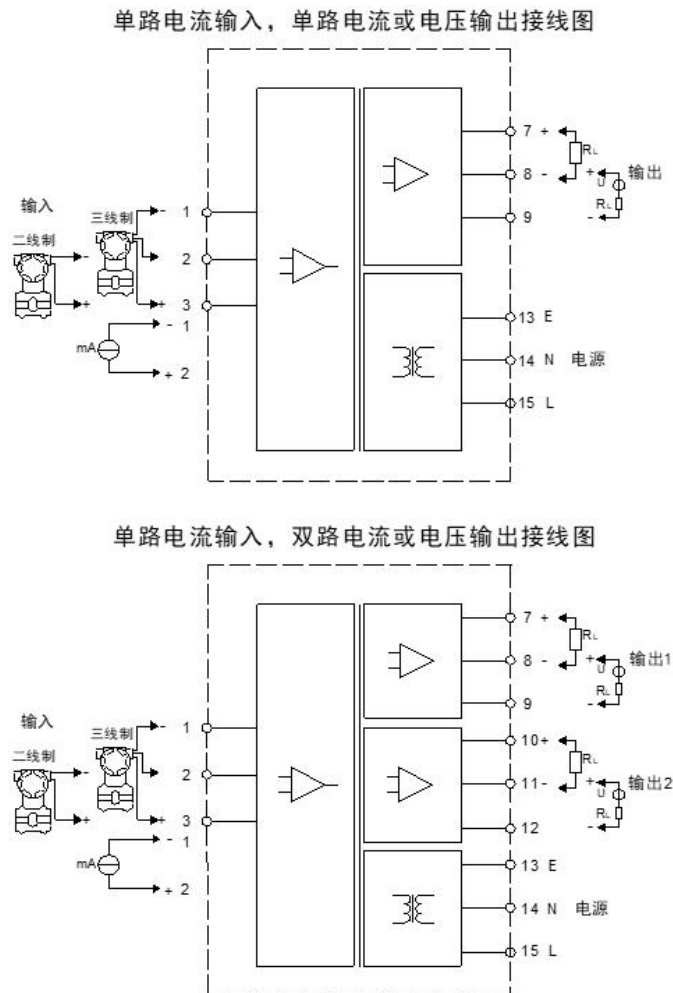 单路电流输入，单路电流或电压输出接线图
7 +
RL
8 -
+
U
输出
RL
9
-
输入
三线制
- 1
二线制
-
2
+
+ 3
- 1
mA
+ 2
13 E
14 N 电源
15 L
单路电流输入，双路电流或电压输出接线图
7 +
RL
8 -
+
U
输出1
RL
9
-
输入
三线制
- 1
10+
RL
二线制
-
2
11-
+
U
输出2
RL
+
+ 3
12
-
- 1
mA
+ 2
13 E
14 N 电源
15 L